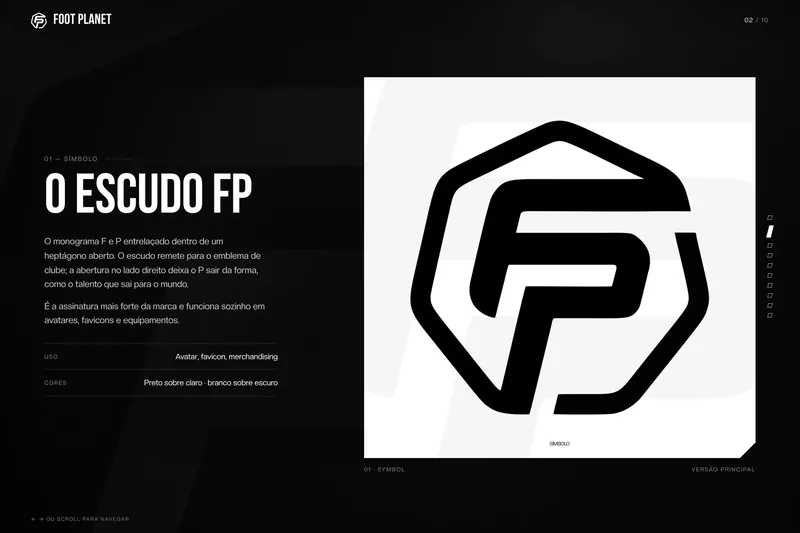 FOOT PLANET
02 / 10
01 — SÍMBOLO
O ESCUDO FP
O monograma F e P entrelaçado dentro de um
heptágono aberto. O escudo remete para o emblema de
clube; a abertura no lado direito deixa o P sair da forma,
como o talento que sai para o mundo.
É a assinatura mais forte da marca e funciona sozinho em
avatares, favicons e equipamentos.
USO Avatar, favicon, merchandising
CORES Preto sobre claro · branco sobre escuro
FP
SÍMBOLO
01 · SYMBOL VERSÃO PRINCIPAL
← → OU SCROLL PARA NAVEGAR